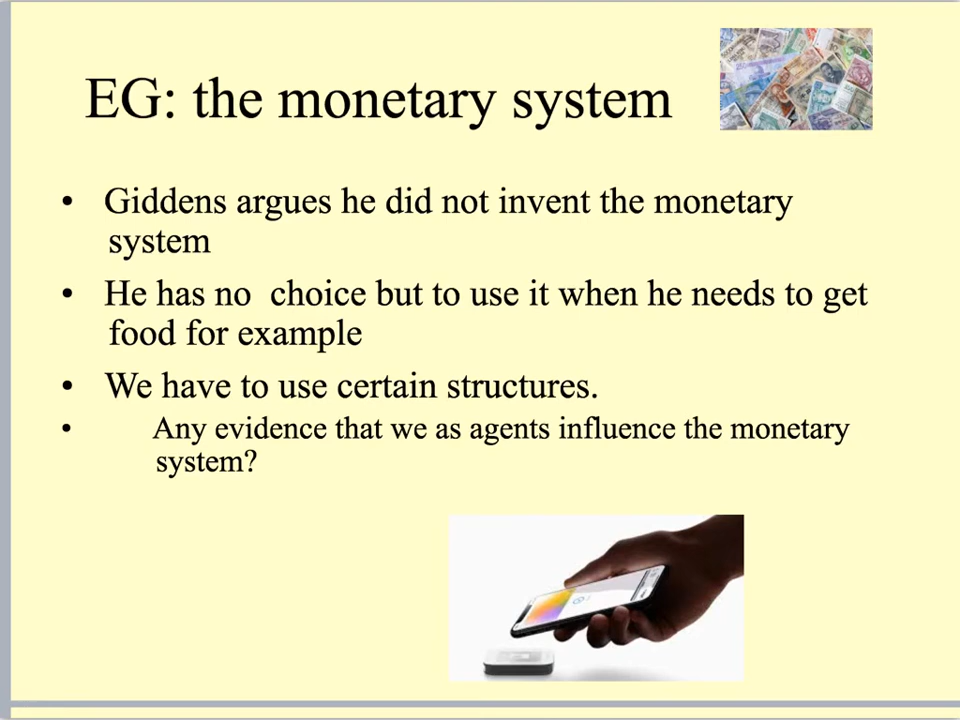 EG: the monetary system
• Giddens argues he did not invent the monetary
system
• He has no  choice but to use it when he needs to get
food for example
• We have to use certain structures.
• Any evidence that we as agents influence the monetary
system?